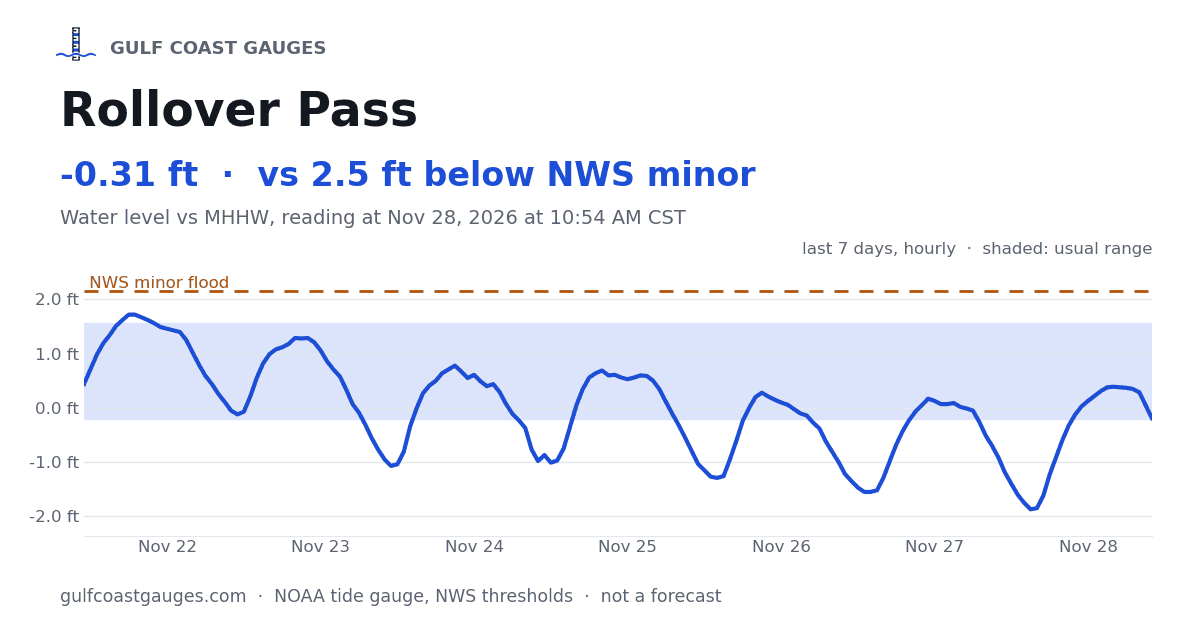 GULF COAST GAUGES
Rollover Pass
-0.31 ft · vs 2.5 ft below NWS minor
Water level vs MHHW, reading at Nov 28, 2026 at 10:54 AM CST
last 7 days, hourly · shaded: usual range
NWS minor flood
2.0 ft
1.0 ft
0.0 ft
-1.0 ft
-2.0 ft
Nov 22 Nov 23 Nov 24 Nov 25 Nov 26 Nov 27 Nov 28
gulfcoastgauges.com · NOAA tide gauge, NWS thresholds · not a forecast